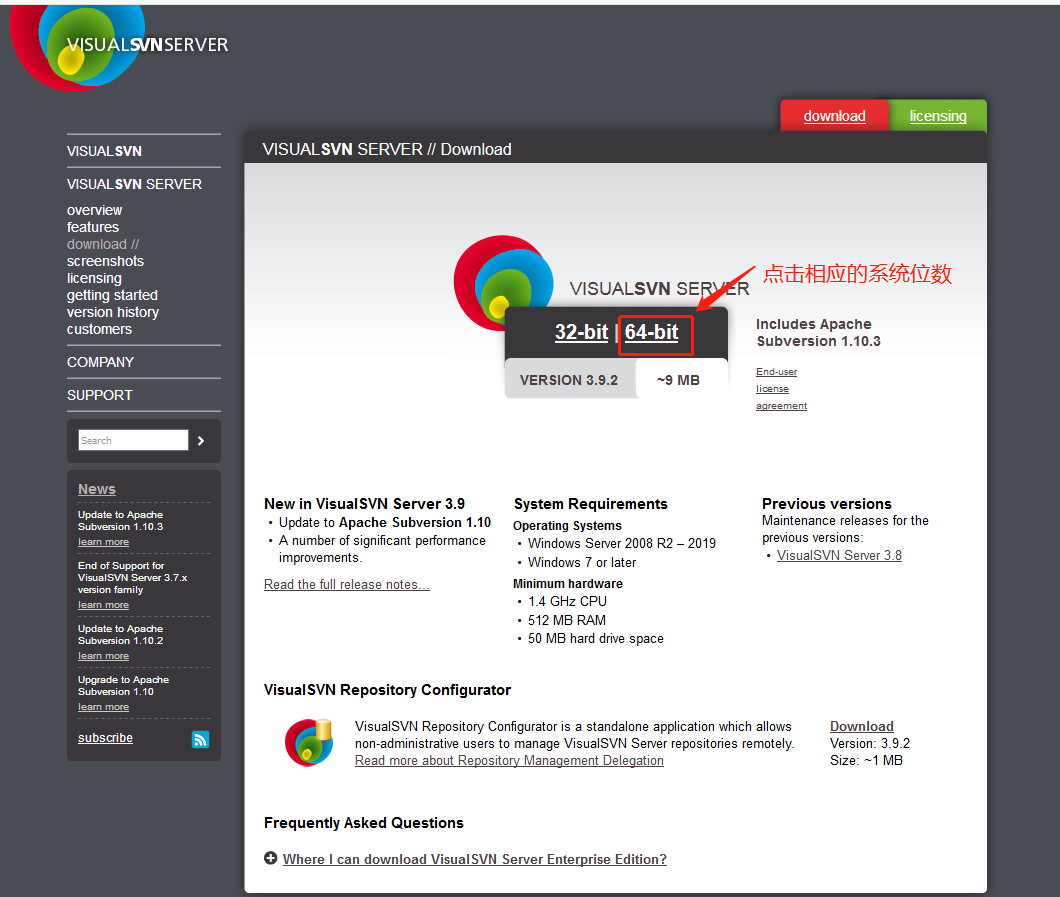 VISUALSVNSERVER
download
licensing
VISUALSVN
VISUALSVN SERVER
overview
features
download //
screenshots
licensing
getting started
version history
customers
COMPANY
SUPPORT
Search
News
Update to Apache
Subversion 1.10.3
learn more
End of Support for
VisualSVN Server 3.7.x
version family
learn more
Update to Apache
Subversion 1.10.2
learn more
Upgrade to Apache
Subversion 1.10
learn more
subscribe
VISUALSVN SERVER // Download
VISUALSVN SERVER
点击相应的系统位数
32-bit | 64-bit
VERSION 3.9.2
~9 MB
Includes Apache
Subversion 1.10.3
End-user
license
agreement
New in VisualSVN Server 3.9
• Update to Apache Subversion 1.10
• A number of significant performance
improvements.
Read the full release notes…
System Requirements
Operating Systems
• Windows Server 2008 R2 – 2019
• Windows 7 or later
Minimum hardware
• 1.4 GHz CPU
• 512 MB RAM
• 50 MB hard drive space
Previous versions
Maintenance releases for the
previous versions:
• VisualSVN Server 3.8
VisualSVN Repository Configurator
VisualSVN Repository Configurator is a standalone application which allows
non-administrative users to manage VisualSVN Server repositories remotely.
Read more about Repository Management Delegation
Download
Version: 3.9.2
Size: ~1 MB
Frequently Asked Questions
Where I can download VisualSVN Server Enterprise Edition?